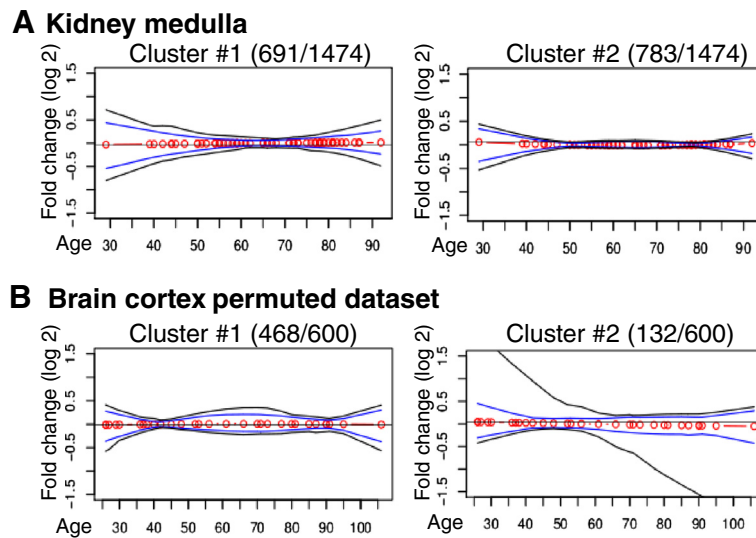 A Kidney medulla
Cluster #1 (691/1474)
Cluster #2 (783/1474)
Fold change (log 2)
1.5
0.5
-0.5
-1.5
Age 30 40 50 60 70 80 90
Fold change (log 2)
1.5
0.5
-0.5
-1.5
Age 30 40 50 60 70 80 90
B Brain cortex permuted dataset
Cluster #1 (468/600)
Cluster #2 (132/600)
Fold change (log 2)
1.5
0.5
-0.5
-1.5
Age 30 40 50 60 70 80 90 100
Fold change (log 2)
1.5
0.5
-0.5
-1.5
Age 30 40 50 60 70 80 90 100